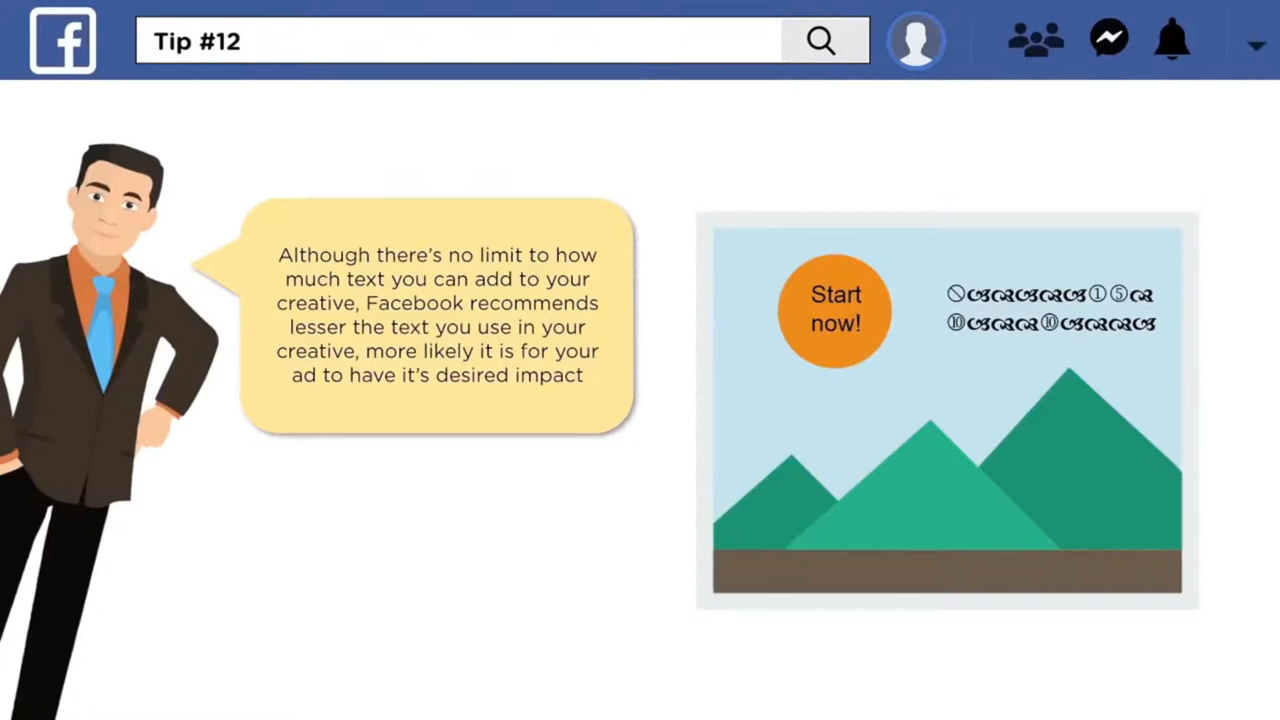 Tip #12
Although there's no limit to how
much text you can add to your
creative, Facebook recommends
lesser the text you use in your
creative, more likely it is for your
ad to have it's desired impact
Start
now!